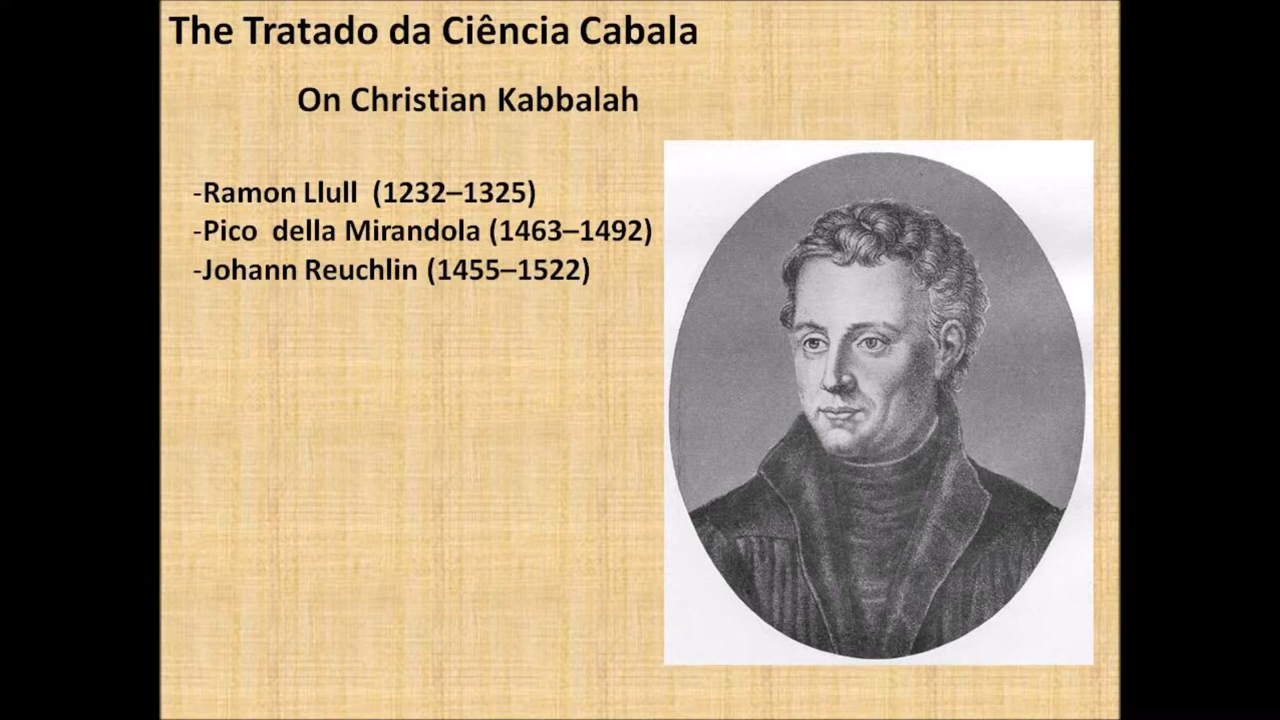 The Tratado da Ciência Cabala
On Christian Kabbalah
-Ramon Llull (1232–1325)
-Pico della Mirandola (1463–1492)
-Johann Reuchlin (1455–1522)